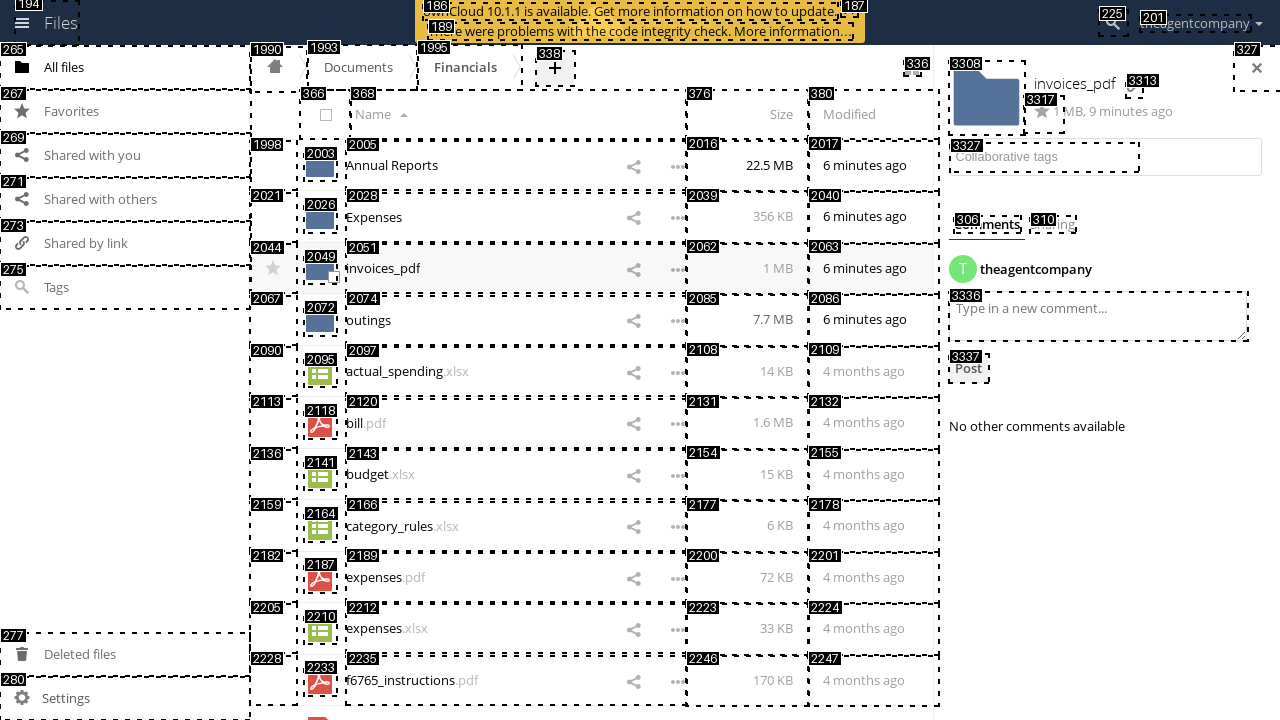 194
Files
186
ownCloud 10.1.1 is available. Get more information on how to update.
187
189
There were problems with the code integrity check. More information…
225
201
theagentcompany
265
All files
267
Favorites
269
Shared with you
271
Shared with others
273
Shared by link
275
Tags
277
Deleted files
280
Settings
1990
1993
Documents
1995
Financials
338
+
336
366
368
Name
376
Size
380
Modified
1998
2003
2005
Annual Reports
2016
22.5 MB
2017
6 minutes ago
2021
2026
2028
Expenses
2039
356 KB
2040
6 minutes ago
2044
2049
2051
invoices_pdf
2062
1 MB
2063
6 minutes ago
2067
2072
2074
outings
2085
7.7 MB
2086
6 minutes ago
2090
2095
2097
actual_spending.xlsx
2108
14 KB
2109
4 months ago
2113
2118
2120
bill.pdf
2131
1.6 MB
2132
4 months ago
2136
2141
2143
budget.xlsx
2154
15 KB
2155
4 months ago
2159
2164
2166
category_rules.xlsx
2177
6 KB
2178
4 months ago
2182
2187
2189
expenses.pdf
2200
72 KB
2201
4 months ago
2205
2210
2212
expenses.xlsx
2223
33 KB
2224
4 months ago
2228
2233
2235
f6765_instructions.pdf
2246
170 KB
2247
4 months ago
327
3308
invoices_pdf
3313
3317
1 MB, 9 minutes ago
3327
Collaborative tags
306
Comments
310
Sharing
T
theagentcompany
3336
Type in a new comment...
3337
Post
No other comments available